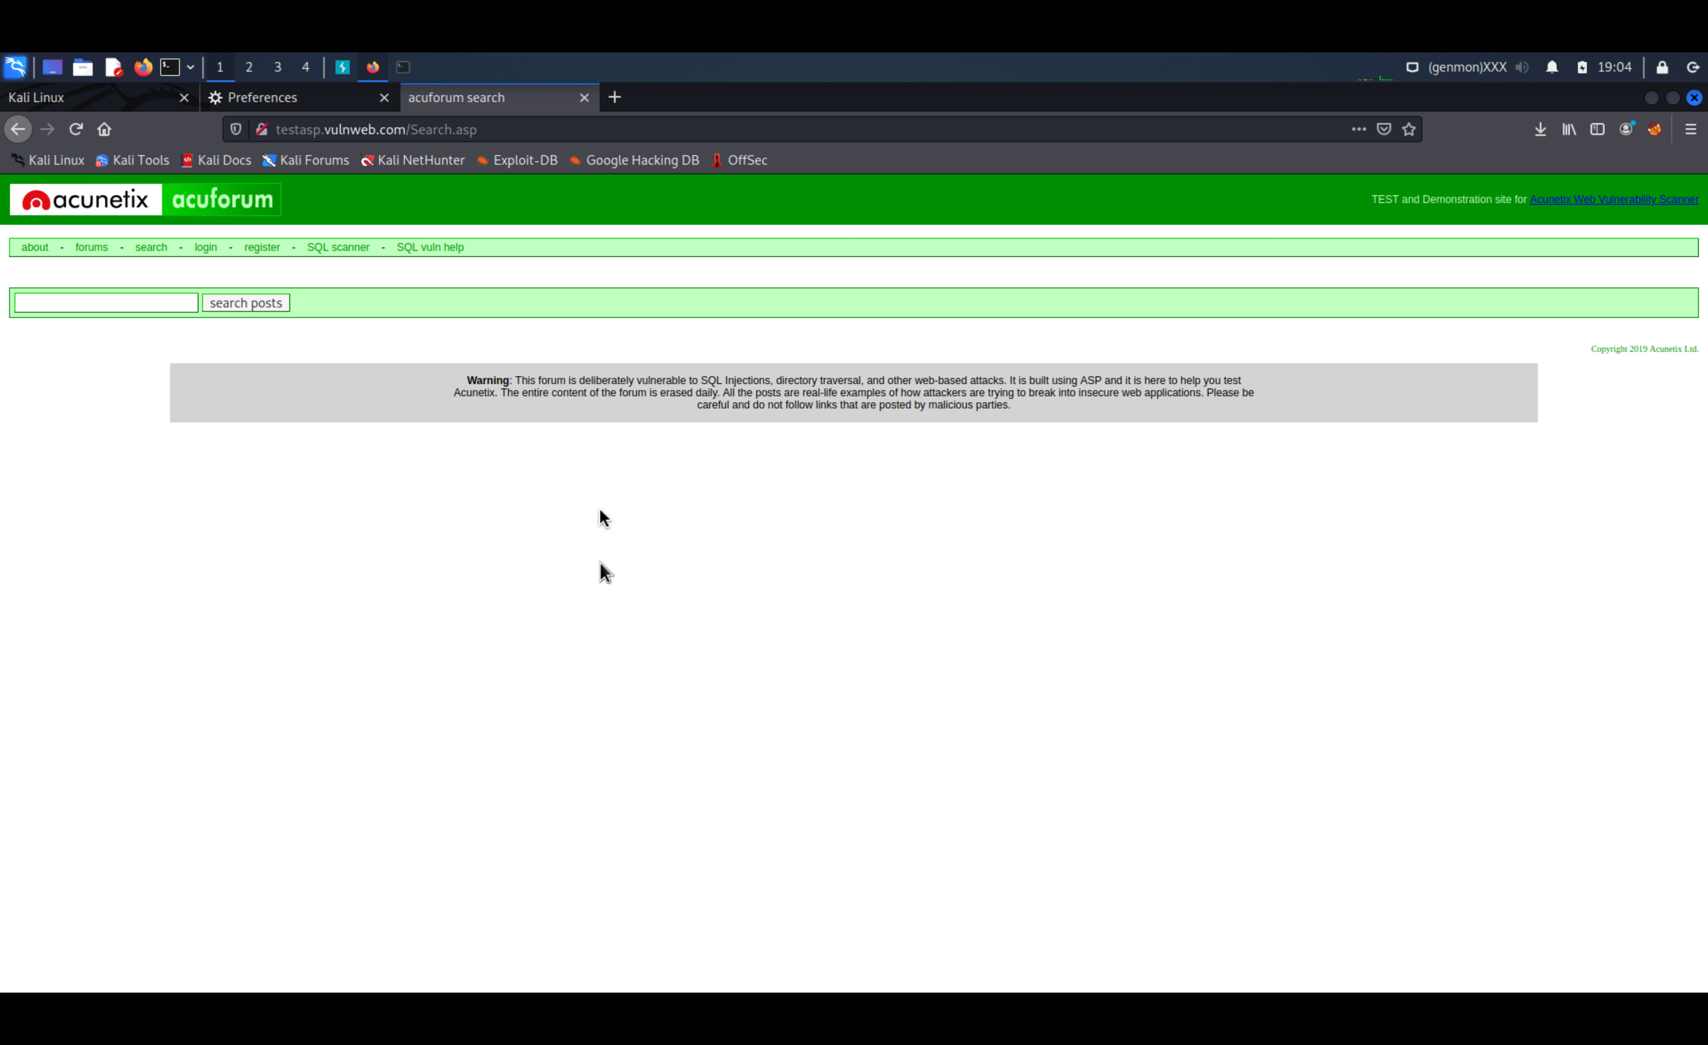 1 2 3 4 (genmon)XXX 19:04
Kali Linux Preferences acuforum search
testasp.vulnweb.com/Search.asp
Kali Linux Kali Tools Kali Docs Kali Forums Kali NetHunter Exploit-DB Google Hacking DB OffSec
acunetix acuforum TEST and Demonstration site for Acunetix Web Vulnerability Scanner
about - forums - search - login - register - SQL scanner - SQL vuln help
search posts
Copyright 2019 Acunetix Ltd.
Warning: This forum is deliberately vulnerable to SQL Injections, directory traversal, and other web-based attacks. It is built using ASP and it is here to help you test
Acunetix. The entire content of the forum is erased daily. All the posts are real-life examples of how attackers are trying to break into insecure web applications. Please be
careful and do not follow links that are posted by malicious parties.